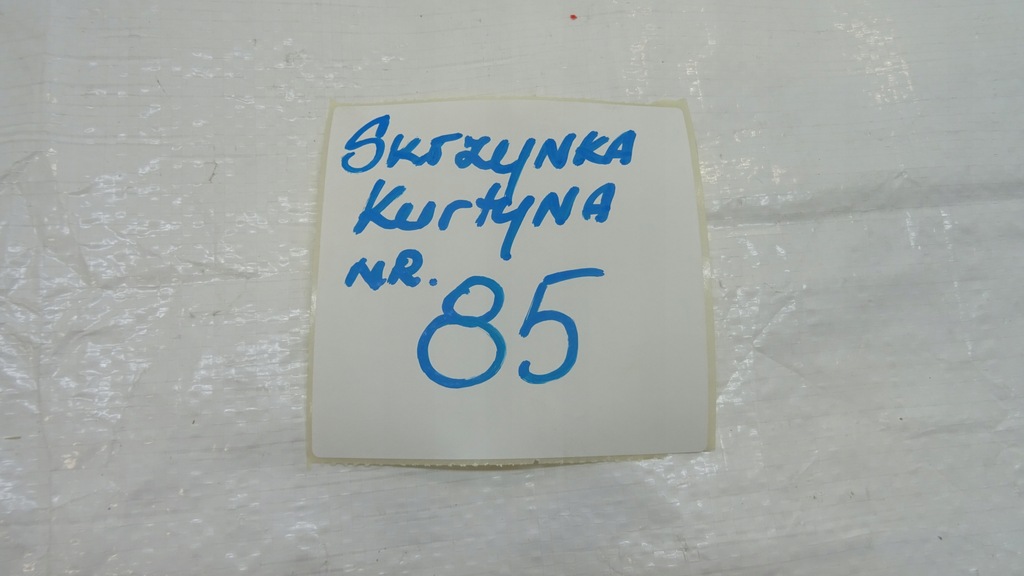 SKrZyNKA
KurtyNA
NR.
85